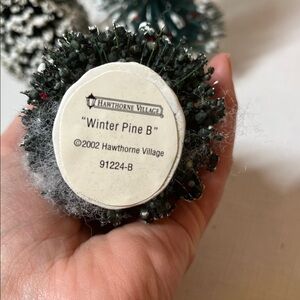 HAWTHORNE VILLAGE
"Winter Pine B"
©2002 Hawthorne Village
91224-B